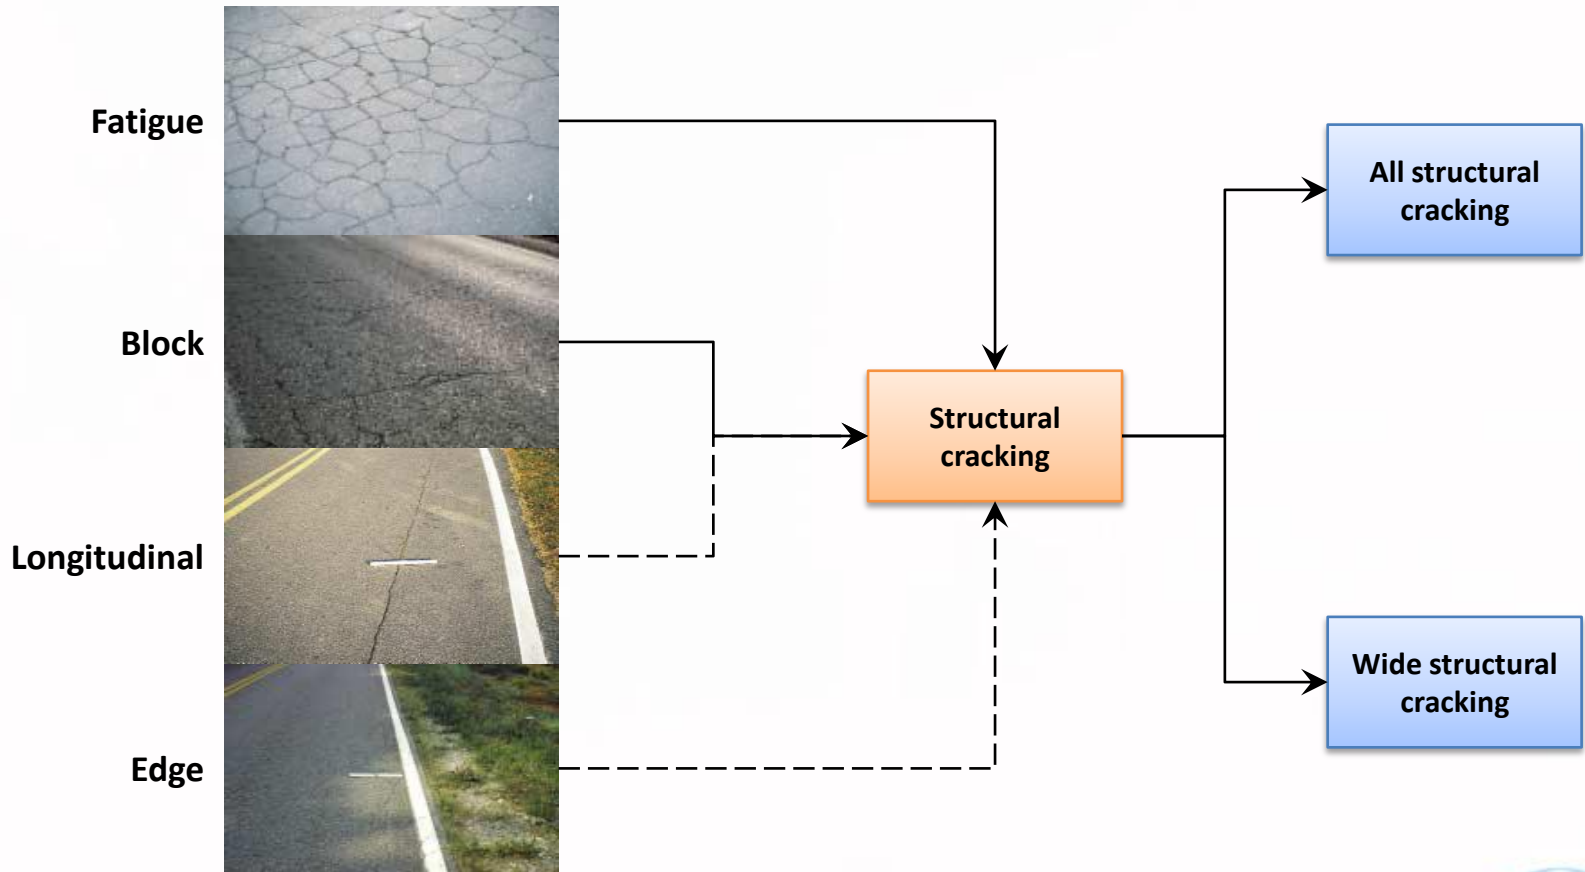 Fatigue
Block
Longitudinal
Edge
Structural
cracking
All structural
cracking
Wide structural
cracking